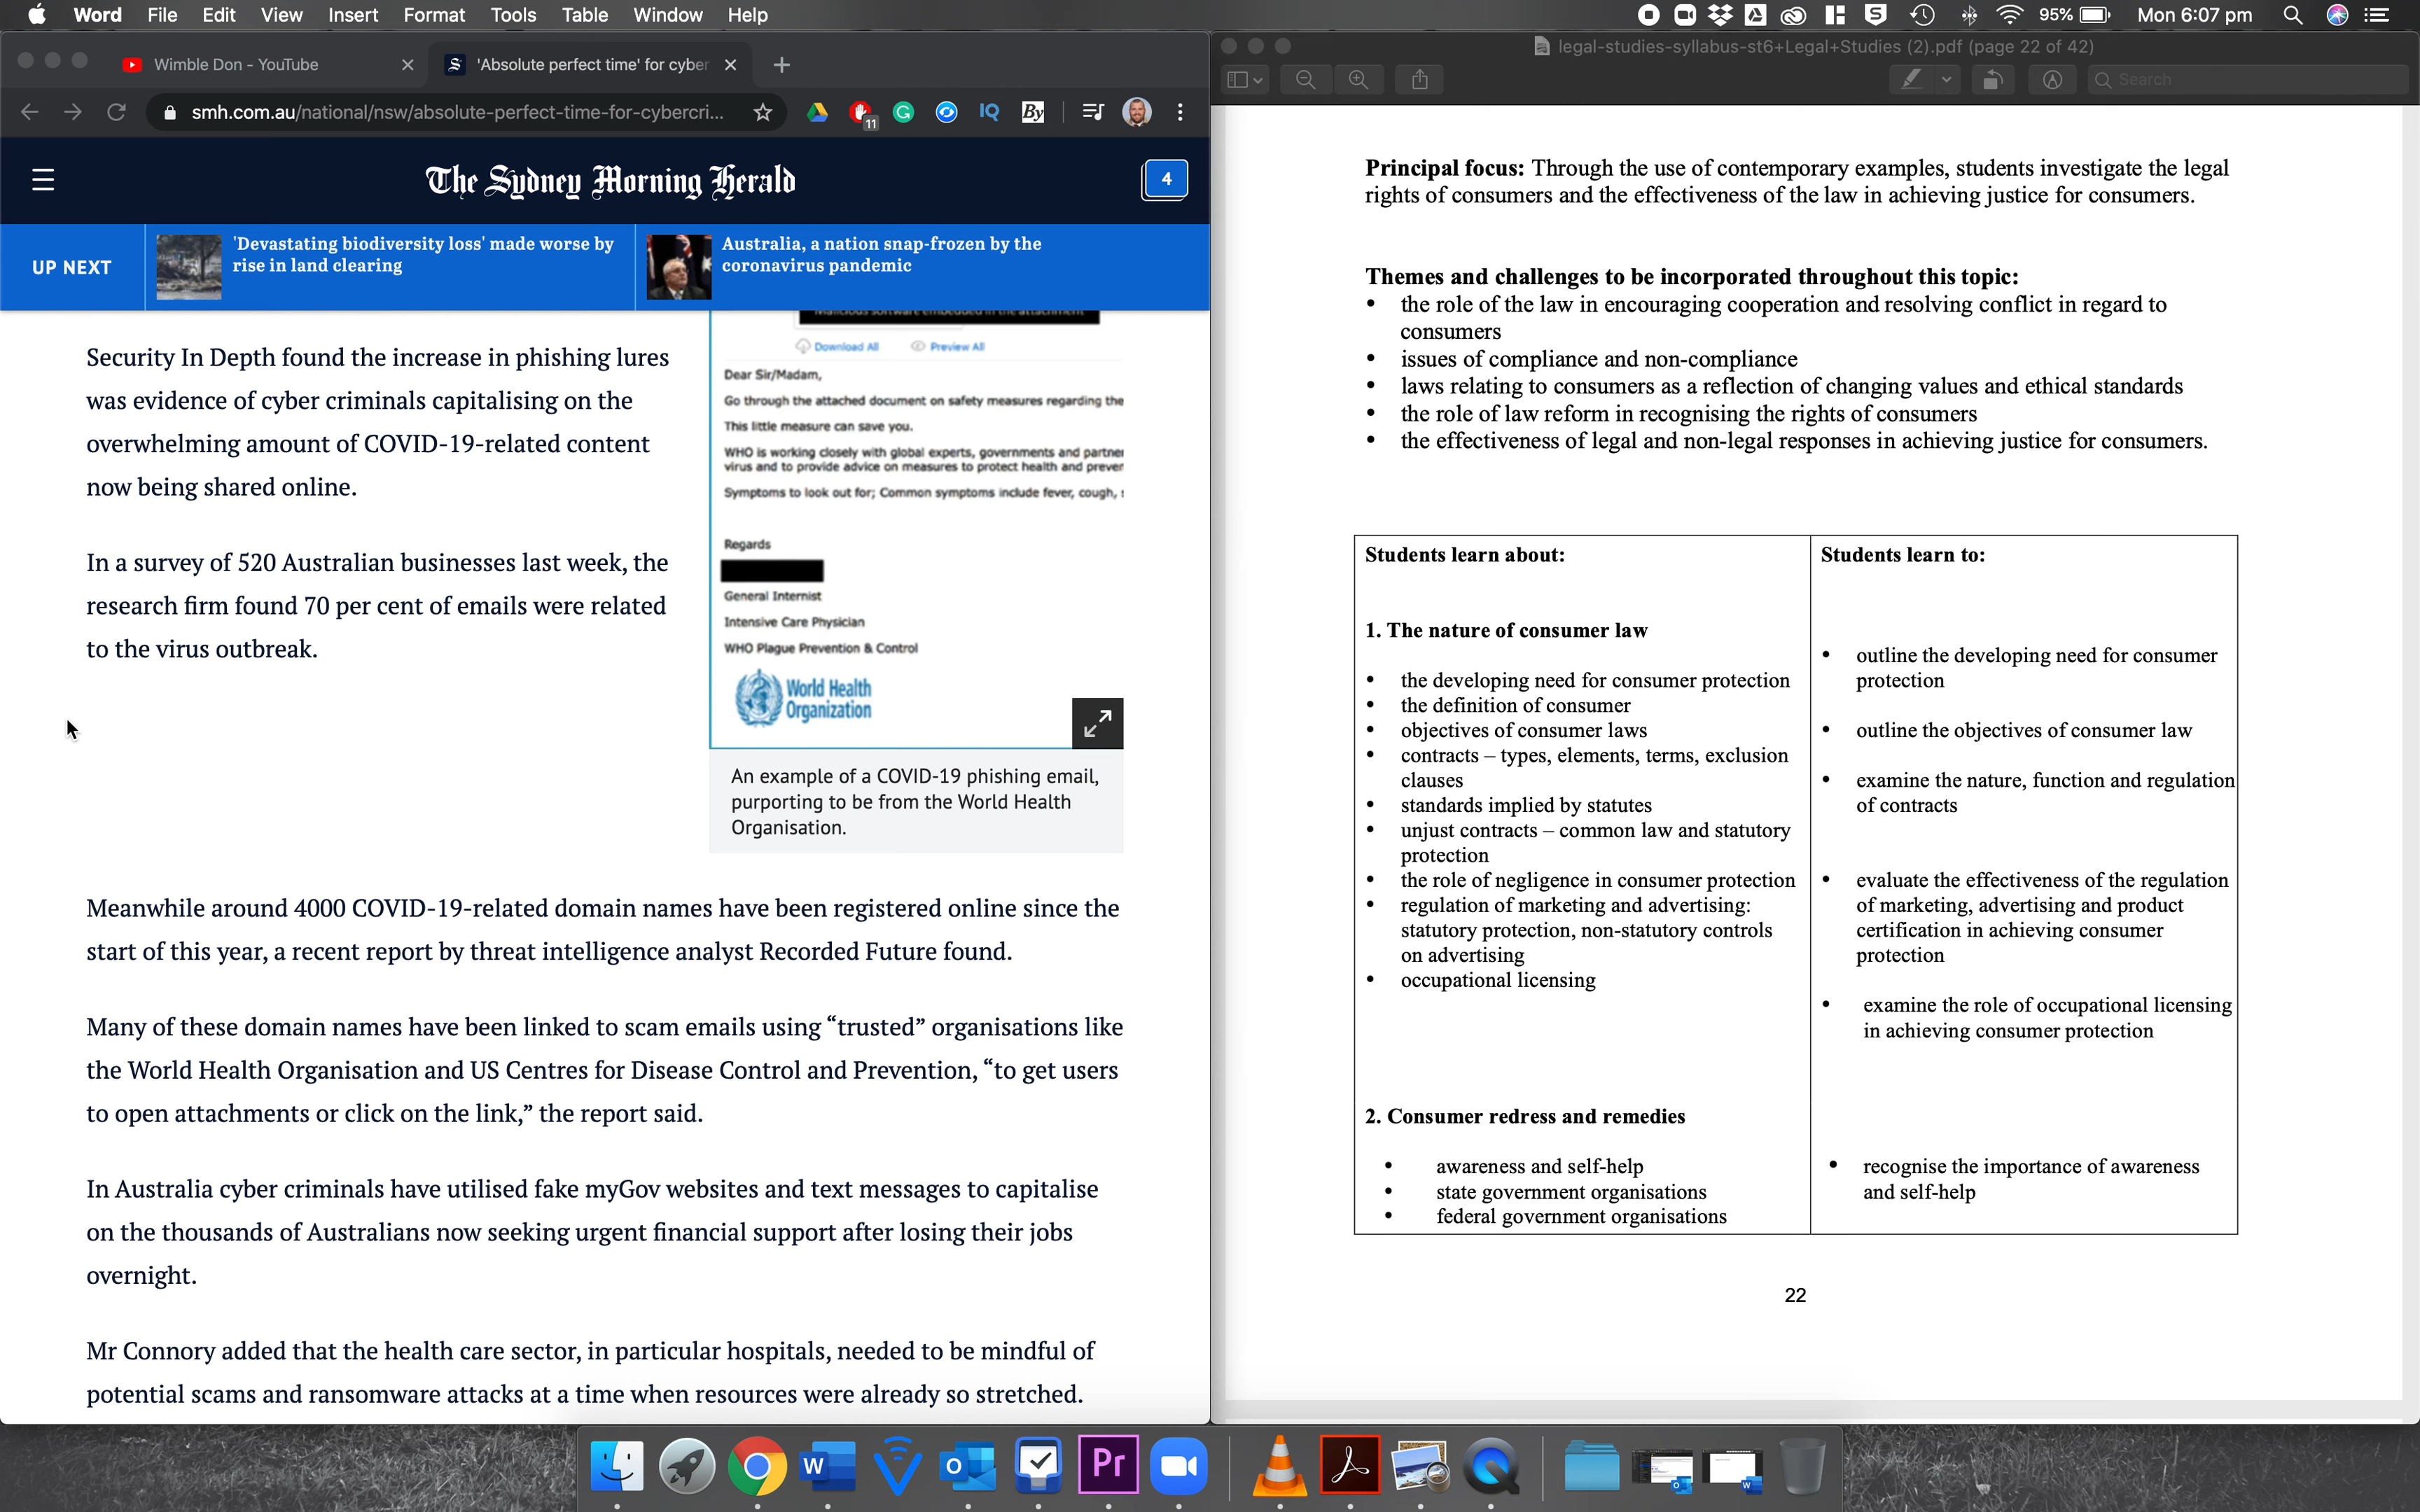 Word File Edit View Insert Format Tools Table Window Help
95% Mon 6:07 pm
Wimble Don - YouTube
'Absolute perfect time' for cyber
smh.com.au/national/nsw/absolute-perfect-time-for-cybercri...
11
IQ
By
The Sydney Morning Herald
4
UP NEXT
'Devastating biodiversity loss' made worse by
rise in land clearing
Australia, a nation snap-frozen by the
coronavirus pandemic
Security In Depth found the increase in phishing lures
was evidence of cyber criminals capitalising on the
overwhelming amount of COVID-19-related content
now being shared online.
In a survey of 520 Australian businesses last week, the
research firm found 70 per cent of emails were related
to the virus outbreak.
Malicious software embedded in the attachment
Download All Preview All
Dear Sir/Madam,
Go through the attached document on safety measures regarding the
This little measure can save you.
WHO is working closely with global experts, governments and partner
virus and to provide advice on measures to protect health and prever
Symptoms to look out for; Common symptoms include fever, cough, s
Regards
General Internist
Intensive Care Physician
WHO Plague Prevention & Control
World Health
Organization
An example of a COVID-19 phishing email,
purporting to be from the World Health
Organisation.
Meanwhile around 4000 COVID-19-related domain names have been registered online since the
start of this year, a recent report by threat intelligence analyst Recorded Future found.
Many of these domain names have been linked to scam emails using “trusted” organisations like
the World Health Organisation and US Centres for Disease Control and Prevention, “to get users
to open attachments or click on the link,” the report said.
In Australia cyber criminals have utilised fake myGov websites and text messages to capitalise
on the thousands of Australians now seeking urgent financial support after losing their jobs
overnight.
Mr Connory added that the health care sector, in particular hospitals, needed to be mindful of
potential scams and ransomware attacks at a time when resources were already so stretched.
legal-studies-syllabus-st6+Legal+Studies (2).pdf (page 22 of 42)
Search
Principal focus: Through the use of contemporary examples, students investigate the legal
rights of consumers and the effectiveness of the law in achieving justice for consumers.
Themes and challenges to be incorporated throughout this topic:
• the role of the law in encouraging cooperation and resolving conflict in regard to
consumers
• issues of compliance and non-compliance
• laws relating to consumers as a reflection of changing values and ethical standards
• the role of law reform in recognising the rights of consumers
• the effectiveness of legal and non-legal responses in achieving justice for consumers.
Students learn about:
1. The nature of consumer law
• the developing need for consumer protection
• the definition of consumer
• objectives of consumer laws
• contracts – types, elements, terms, exclusion
clauses
• standards implied by statutes
• unjust contracts – common law and statutory
protection
• the role of negligence in consumer protection
• regulation of marketing and advertising:
statutory protection, non-statutory controls
on advertising
• occupational licensing
2. Consumer redress and remedies
• awareness and self-help
• state government organisations
• federal government organisations
Students learn to:
• outline the developing need for consumer
protection
• outline the objectives of consumer law
• examine the nature, function and regulation
of contracts
• evaluate the effectiveness of the regulation
of marketing, advertising and product
certification in achieving consumer
protection
• examine the role of occupational licensing
in achieving consumer protection
• recognise the importance of awareness
and self-help
22
W
O
Pr